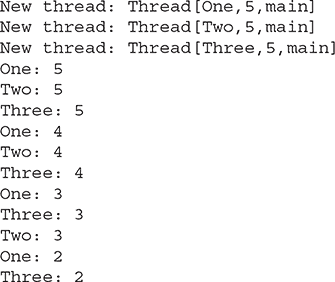 New thread: Thread[One,5,main]
New thread: Thread[Two,5,main]
New thread: Thread[Three,5,main]
One: 5
Two: 5
Three: 5
One: 4
Two: 4
Three: 4
One: 3
Three: 3
Two: 3
One: 2
Three: 2